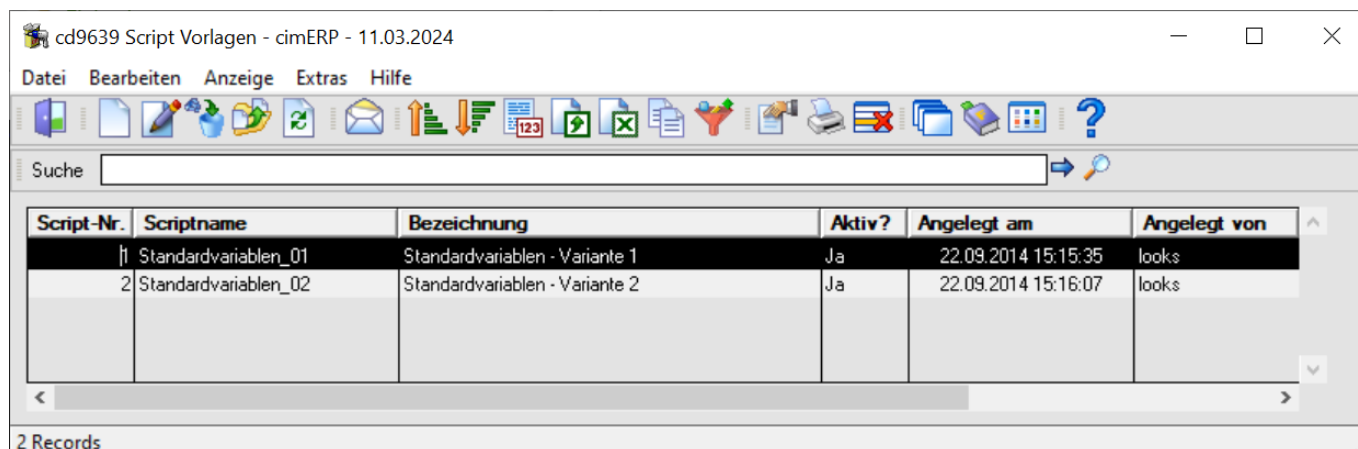 cd9639 Script Vorlagen - cimERP - 11.03.2024
Datei Bearbeiten Anzeige Extras Hilfe
123
Suche
Script-Nr. Scriptname Bezeichnung Aktiv? Angelegt am Angelegt von
1 Standardvariablen_01 Standardvariablen - Variante 1 Ja 22.09.2014 15:15:35 looks
2 Standardvariablen_02 Standardvariablen - Variante 2 Ja 22.09.2014 15:16:07 looks
2 Records